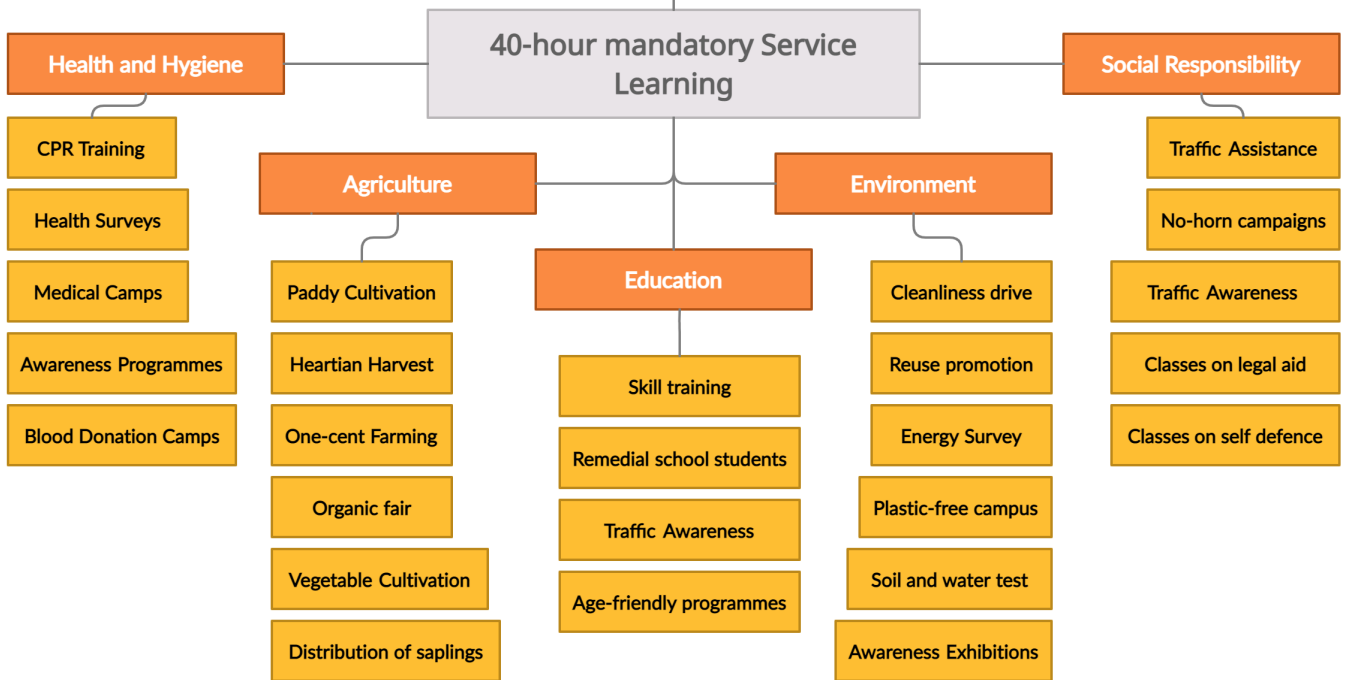 40-hour mandatory Service
Learning
Health and Hygiene
CPR Training
Health Surveys
Medical Camps
Awareness Programmes
Blood Donation Camps
Agriculture
Paddy Cultivation
Heartian Harvest
One-cent Farming
Organic fair
Vegetable Cultivation
Distribution of saplings
Education
Skill training
Remedial school students
Traffic Awareness
Age-friendly programmes
Environment
Cleanliness drive
Reuse promotion
Energy Survey
Plastic-free campus
Soil and water test
Awareness Exhibitions
Social Responsibility
Traffic Assistance
No-horn campaigns
Traffic Awareness
Classes on legal aid
Classes on self defence